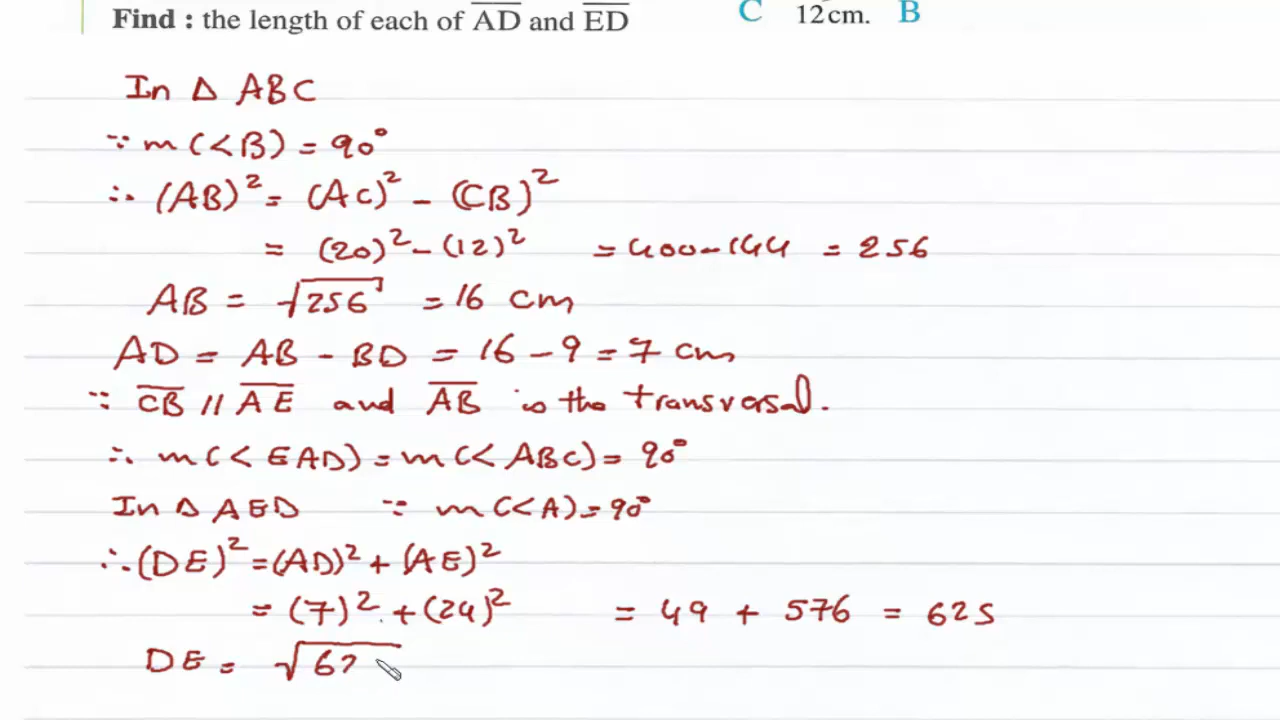 Find : the length of each of AD and ED
C 12 cm. B
In Δ ABC
∵ m(<B) = 90°
∴ (AB)² = (AC)² - (CB)²
= (20)² - (12)² = 400 - 144 = 256
AB = √256 = 16 cm
AD = AB - BD = 16 - 9 = 7 cm
∵ CB // AE and AB is the transversal.
∴ m(<EAD) = m(<ABC) = 90°
In Δ AED ∵ m(<A) = 90°
∴ (DE)² = (AD)² + (AE)²
= (7)² + (24)² = 49 + 576 = 625
DE = √62